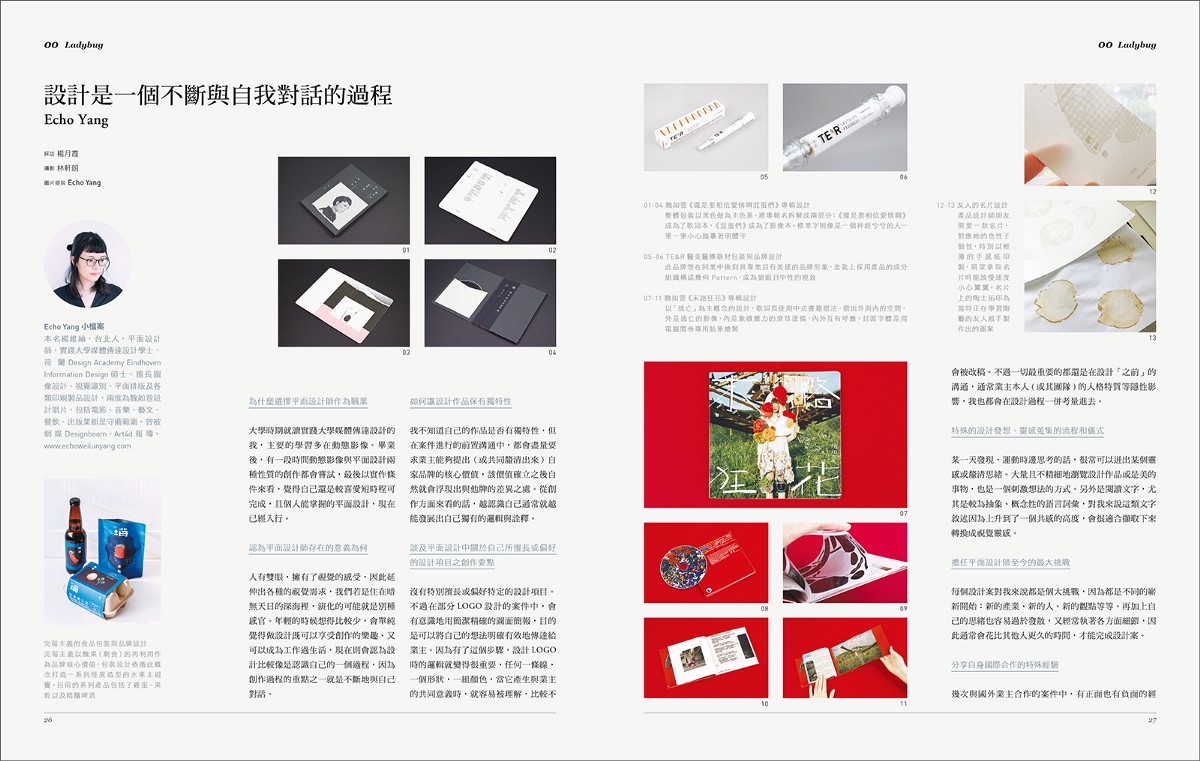 00 Ladybug
設計是一個不斷與自我對話的過程
Echo Yang
採訪 楊月霞
攝影 林軒朗
圖片提供 Echo Yang
01
02
03
04
Echo Yang 小檔案
本名楊維綸，台北人，平面設計
師，實踐大學媒體傳達設計學士、
荷蘭 Design Academy Eindhoven
Information Design 碩士。擅長圖
像設計、視覺識別、平面排版及各
類印刷製品設計，兩度為魏如萱設
計唱片，包括電影、音樂、藝文、
餐飲、出版業都是守備範圍。曾被
網媒 Designboom、Art4d 報導。
www.echoweilunyang.com
完莓主義的食品包裝與品牌設計
完莓主義以醜果（剩食）的再利用作
為品牌核心價值，包裝設計依循此概
念打造一系列怪異造型的水果主視
覺。目前的系列產品包括了雞蛋、果
乾以及精釀啤酒
為什麼選擇平面設計師作為職業
大學時期就讀實踐大學媒體傳達設計的
我，主要的學習多在動態影像。畢業
後，有一段時間動態影像與平面設計兩
種性質的創作都會嘗試，最後以實作條
件來看，覺得自己還是較喜愛短時程可
完成，且個人能掌握的平面設計，現在
已經入行。
認為平面設計師存在的意義為何
人有雙眼，擁有了視覺的感受，因此延
伸出各種的視覺需求，我們若是住在暗
無天日的深海裡，演化的可能就是別種
感官。年輕的時候想得比較少，會單純
覺得做設計既可以享受創作的樂趣，又
可以成為工作過生活，現在則會認為設
計比較像是認識自己的一個過程，因為
創作過程的重點之一就是不斷地與自己
對話。
如何讓設計作品保有獨特性
我不知道自己的作品是否有獨特性，但
在案件進行的前置溝通中，都會盡量要
求業主能夠提出（或共同釐清出來）自
家品牌的核心價值，該價值確立之後自
然就會浮現出與他牌的差異之處。從創
作方面來看的話，越認識自己通常就越
能發展出自己獨有的邏輯與詮釋。
談及平面設計中關於自己所擅長或偏好
的設計項目之創作要點
沒有特別擅長或偏好特定的設計項目。
不過在部分 LOGO 設計的案件中，會
有意識地用簡潔精確的圖面簡報，目的
是可以將自己的想法明確有效地傳達給
業主。因為有了這個步驟，設計 LOGO
時的邏輯就變得很重要。任何一條線，
一個形狀，一組顏色，當它產生與業主
的共同意義時，就容易被理解，比較不
26
00 Ladybug
05
06
01-04 魏如萱《還是要相信愛情啊混蛋們》專輯設計
整體包裝以黑色做為主色系，將專輯名拆解成兩部分：《還是要相信愛情啊》
成為了歌詞本，《混蛋們》成為了影像本。標準字則像是一個神經兮兮的人一
筆一筆小心臨摹著明體字
05-06 TE&R 醫美醫療器材包裝與品牌設計
此品牌想在同業中做到具專業且有美感的品牌形象，盒裝上採用產品的成分
組織構成幾何 Pattern，成為搶眼且中性的視效
07-11 魏如萱《末路狂花》專輯設計
以「逃亡」為主概念的設計，歌詞頁使用中式書籍摺法，摺出外與內的空間，
外是逃亡的影像，內是象徵壓力的潦草塗鴉，內外互有呼應。封面字體是用
電腦閱卷專用鉛筆繪製
07
08
09
10
11
12
12-13 友人的名片設計
產品設計師朋友
需要一款名片，
對應她的急性子
個性，特別以輕
薄的手感紙印
製，期望拿取名
片時能放慢速度
小心翼翼。名片
上的陶土拓印為
當時正在學習陶
藝的友人親手製
作出的圖案
13
會被改稿。不過一切最重要的都還是在設計「之前」的
溝通，通常業主本人（或其團隊）的人格特質等隱性影
響，我也都會在設計過程一併考量進去。
特殊的設計發想、靈感蒐集的流程和儀式
某一天發現，運動時邊思考的話，很常可以迸出某個靈
感或釐清思緒。大量且不精細地瀏覽設計作品或是美的
事物，也是一個刺激想法的方式。另外是閱讀文字，尤
其是較為抽象、概念性的語言詞彙，對我來說這類文字
敘述因為上升到了一個共感的高度，會很適合擷取下來
轉換成視覺靈感。
擔任平面設計師至今的最大挑戰
每個設計案對我來說都是個大挑戰，因為都是不同的嶄
新開始：新的產業、新的人、新的觀點等等。再加上自
己的思緒也容易過於發散，又經常執著各方面細節，因
此通常會花比其他人更久的時間，才能完成設計案。
分享自身國際合作的特殊經驗
幾次與國外業主合作的案件中，有正面也有負面的經
27